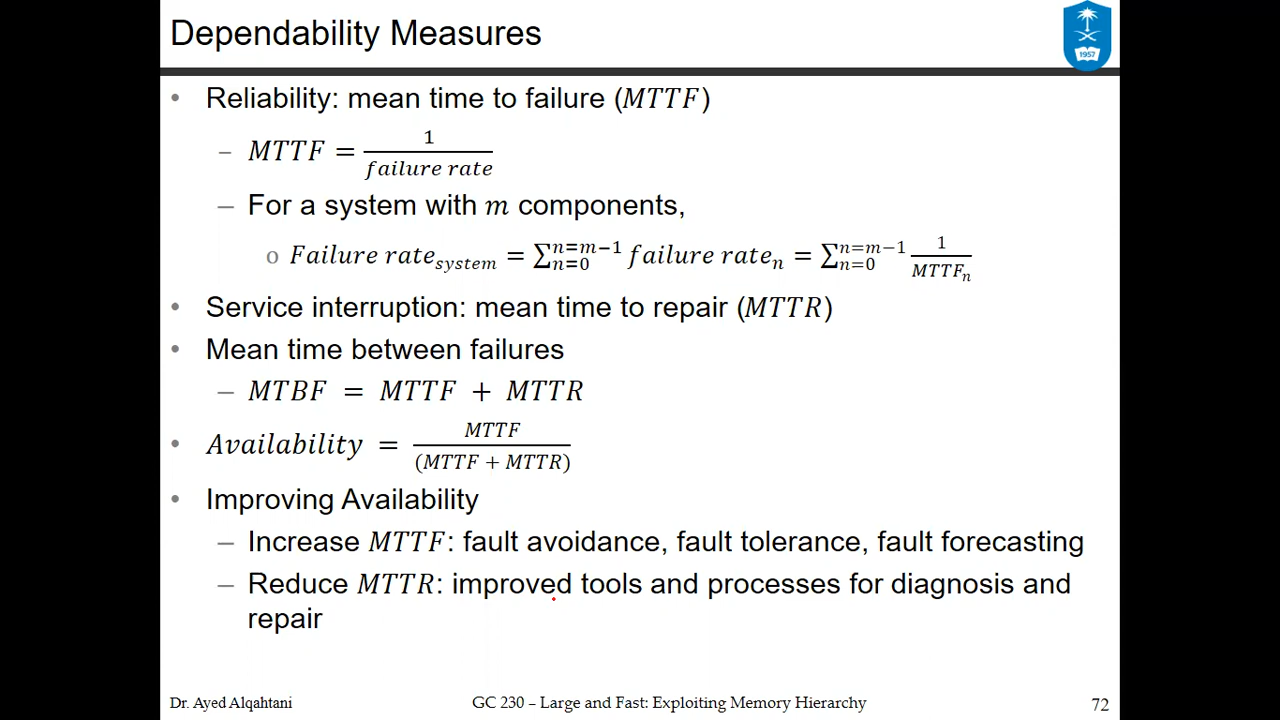 Dependability Measures
1957
• Reliability: mean time to failure (MTTF)
– MTTF = 1 / failure rate
– For a system with m components,
o Failure rate_system = ∑_{n=0}^{n=m−1} failure rate_n = ∑_{n=0}^{n=m−1} 1 / MTTF_n
• Service interruption: mean time to repair (MTTR)
• Mean time between failures
– MTBF = MTTF + MTTR
• Availability = MTTF / (MTTF + MTTR)
• Improving Availability
– Increase MTTF: fault avoidance, fault tolerance, fault forecasting
– Reduce MTTR: improved tools and processes for diagnosis and
repair
Dr. Ayed Alqahtani GC 230 – Large and Fast: Exploiting Memory Hierarchy 72